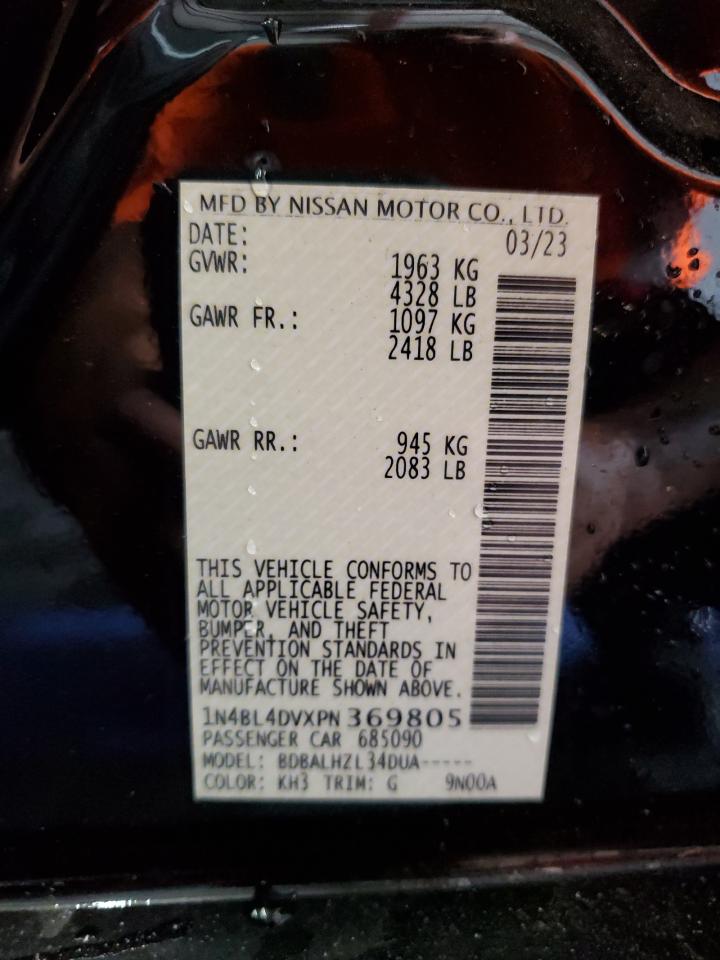 MFD BY NISSAN MOTOR CO., LTD.
DATE: 03/23
GVWR: 1963 KG
4328 LB
GAWR FR.: 1097 KG
2418 LB
GAWR RR.: 945 KG
2083 LB
THIS VEHICLE CONFORMS TO
ALL APPLICABLE FEDERAL
MOTOR VEHICLE SAFETY,
BUMPER, AND THEFT
PREVENTION STANDARDS IN
EFFECT ON THE DATE OF
MANUFACTURE SHOWN ABOVE.
1N4BL4DVXPN369805
PASSENGER CAR 685090
MODEL: BDBALHZL34DUA-----
COLOR: KH3 TRIM: G 9N00A